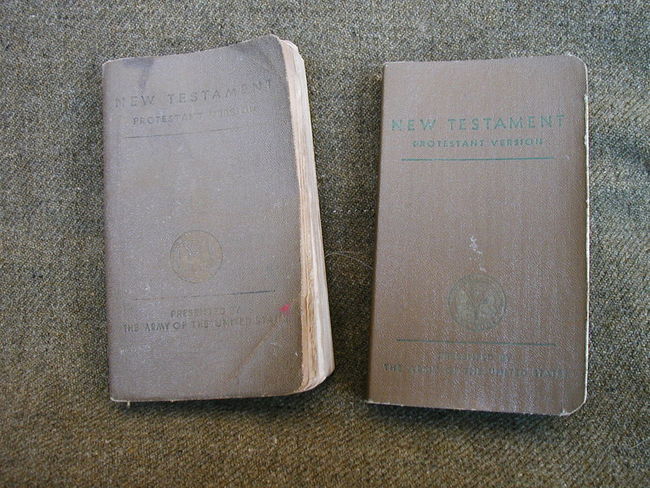 NEW TESTAMENT
PROTESTANT VERSION
PRESENTED BY
THE ARMY OF THE UNITED STATES
NEW TESTAMENT
PROTESTANT VERSION
PRESENTED BY
THE ARMY OF THE UNITED STATES